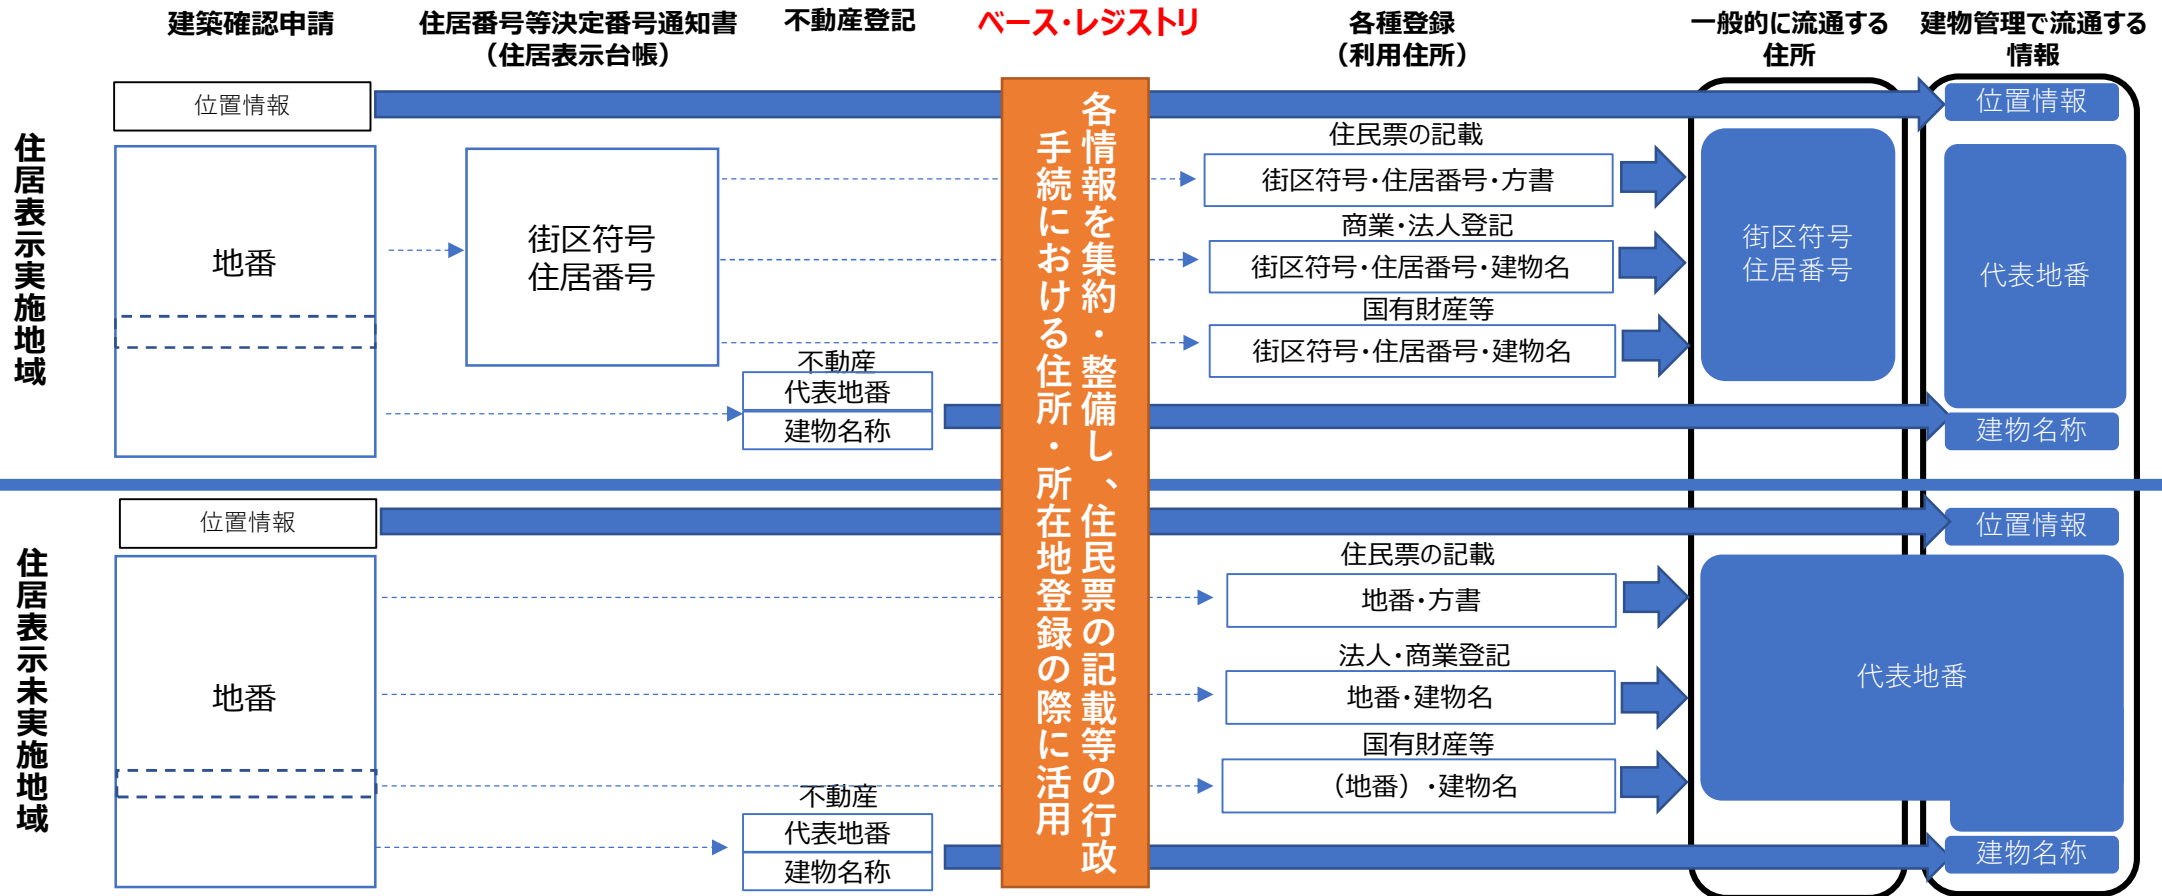 建築確認申請
住居番号等決定番号通知書
（住居表示台帳）
不動産登記
ベース・レジストリ
各種登録
（利用住所）
一般的に流通する
住所
建物管理で流通する
情報
住居表示実施地域
位置情報
地番
街区符号
住居番号
不動産
代表地番
建物名称
各情報を集約・整備し、住民票の記載等の行政
手続における住所・所在地登録の際に活用
住民票の記載
街区符号・住居番号・方書
商業・法人登記
街区符号・住居番号・建物名
国有財産等
街区符号・住居番号・建物名
街区符号
住居番号
位置情報
代表地番
建物名称
住居表示未実施地域
位置情報
地番
不動産
代表地番
建物名称
住民票の記載
地番・方書
法人・商業登記
地番・建物名
国有財産等
（地番）・建物名
位置情報
代表地番
建物名称